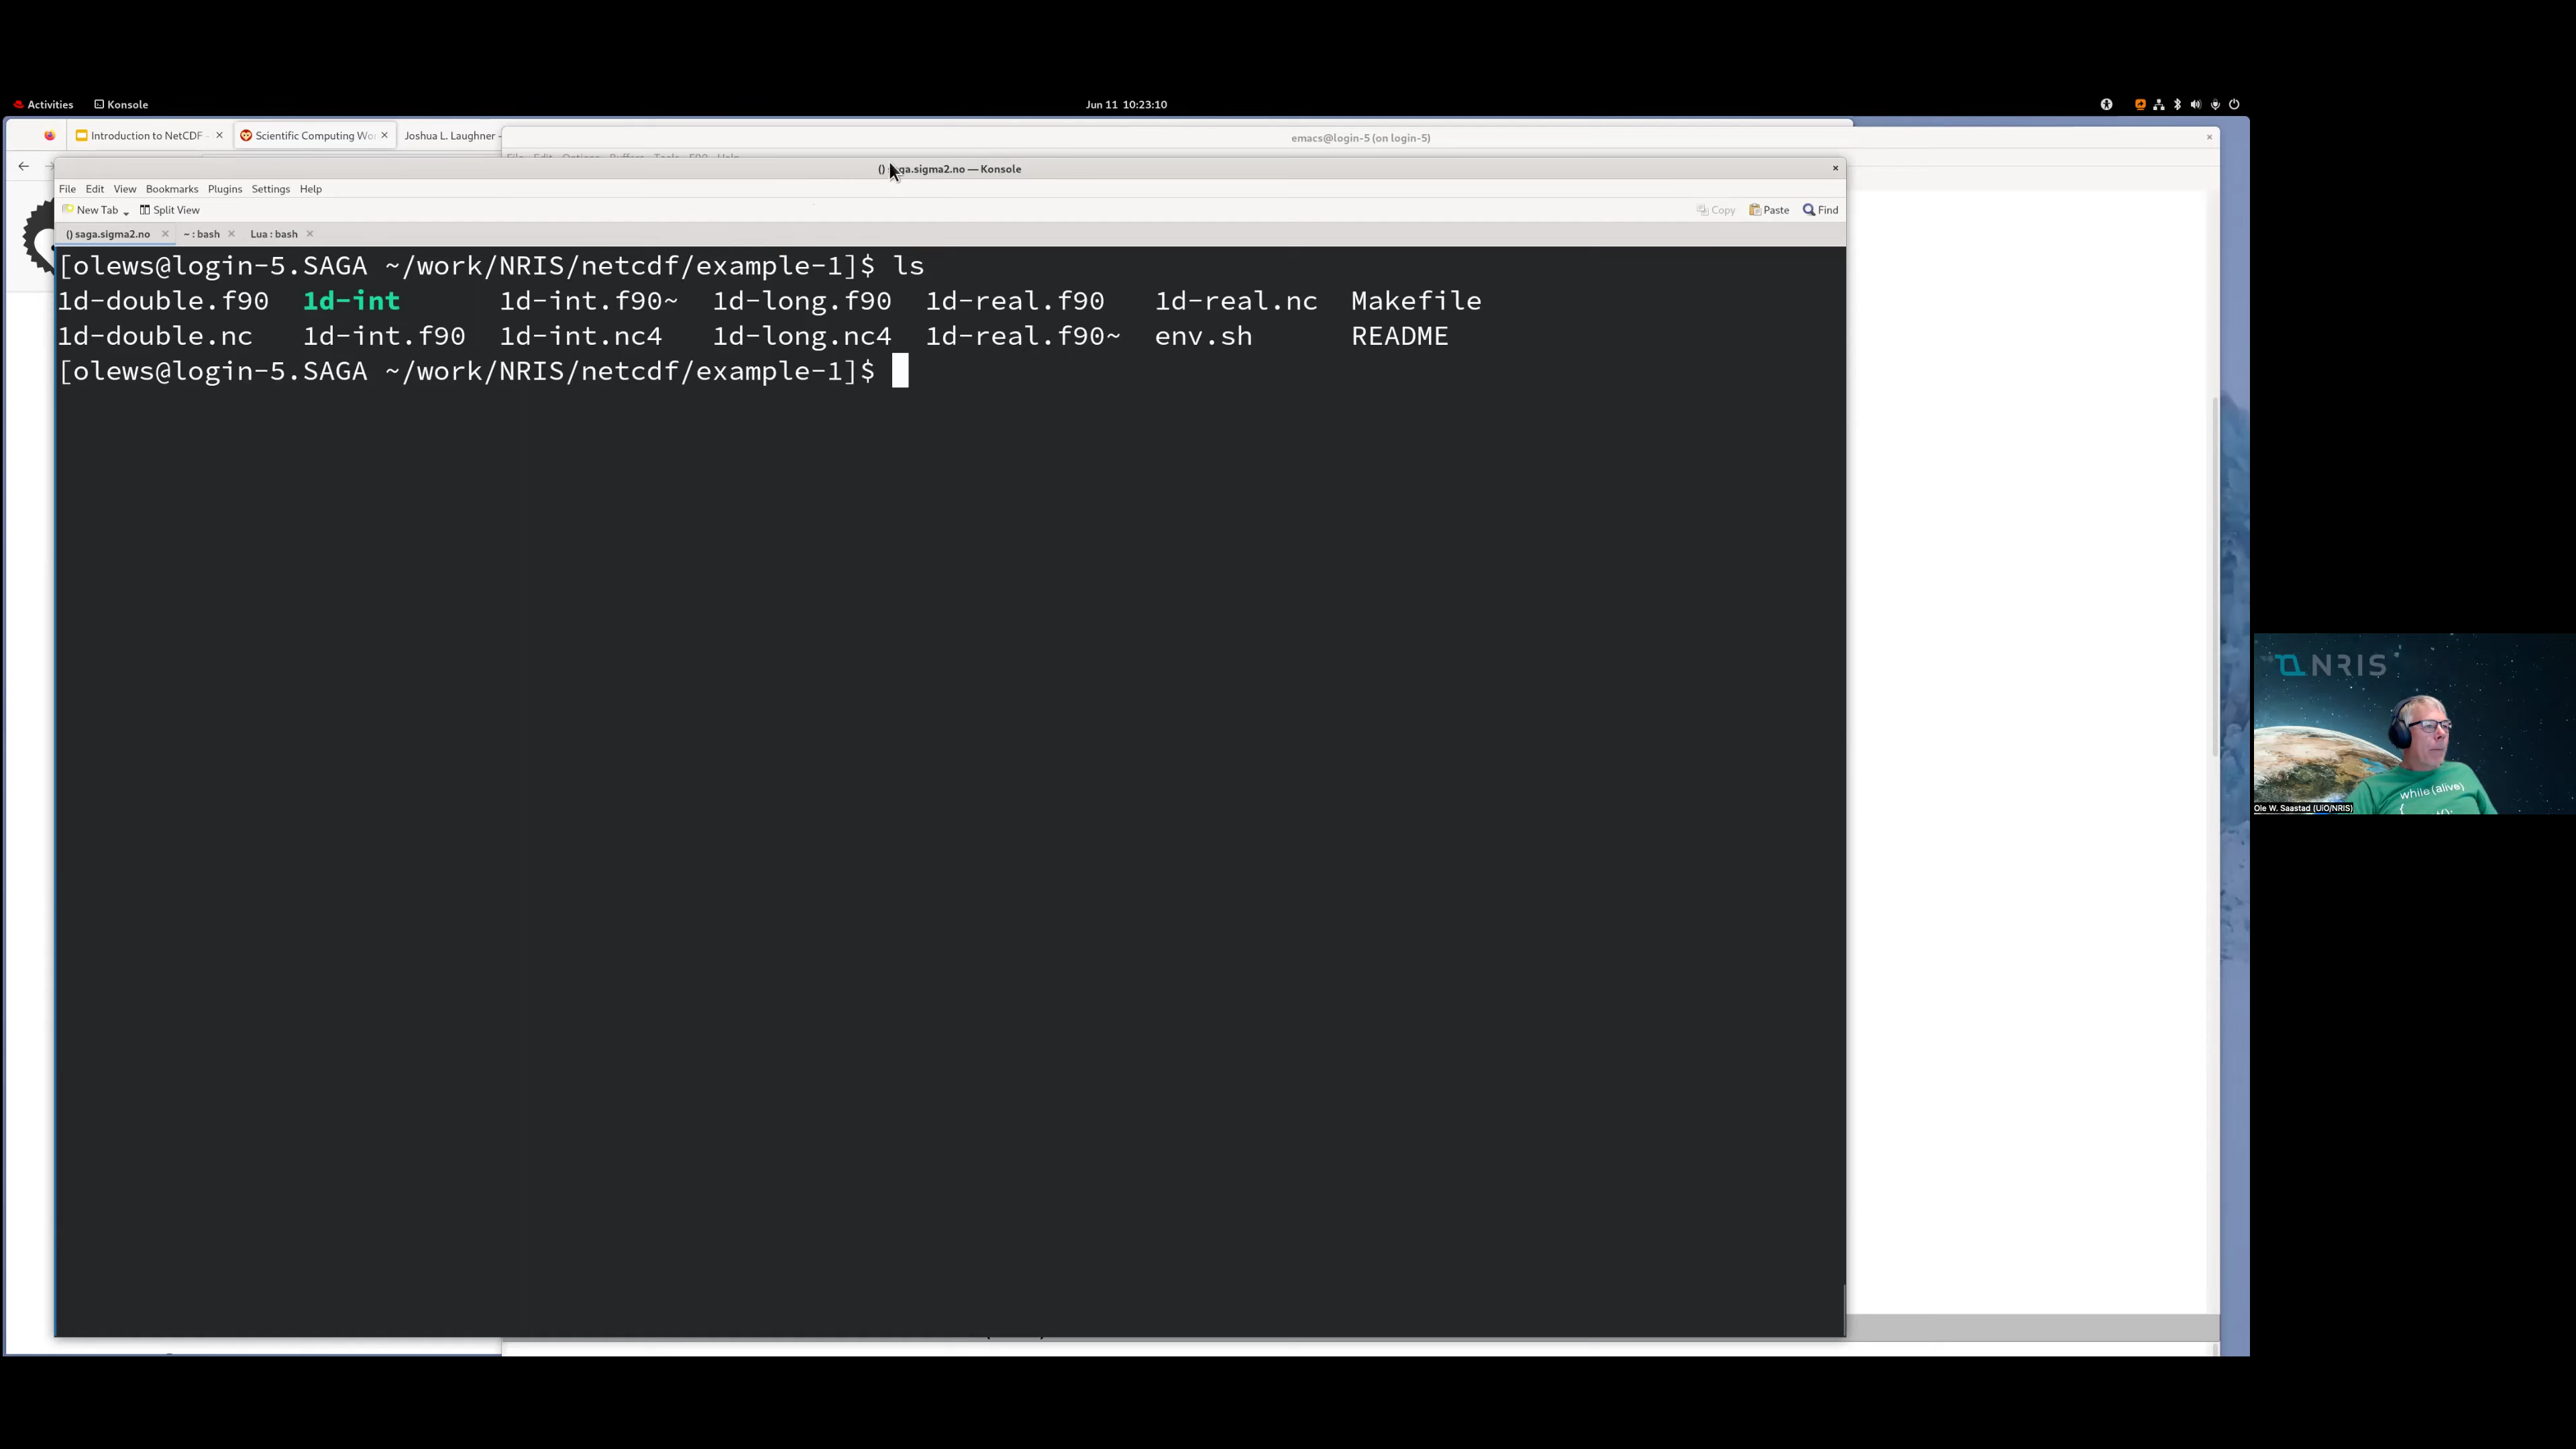 Activities Konsole Jun 11 10:23:10
Introduction to NetCDF - × Scientific Computing Wor × Joshua L. Laughner -
emacs@login-5 (on login-5) ×
ga.sigma2.no — Konsole ×
File Edit View Bookmarks Plugins Settings Help
New Tab Split View Copy Paste Find
() saga.sigma2.no × ~ : bash × Lua : bash ×
[olews@login-5.SAGA ~/work/NRIS/netcdf/example-1]$ ls
1d-double.f90 1d-int 1d-int.f90~ 1d-long.f90 1d-real.f90 1d-real.nc Makefile
1d-double.nc 1d-int.f90 1d-int.nc4 1d-long.nc4 1d-real.f90~ env.sh README
[olews@login-5.SAGA ~/work/NRIS/netcdf/example-1]$
NRIS
while (alive)
{
Ole W. Saastad (UiO/NRIS)